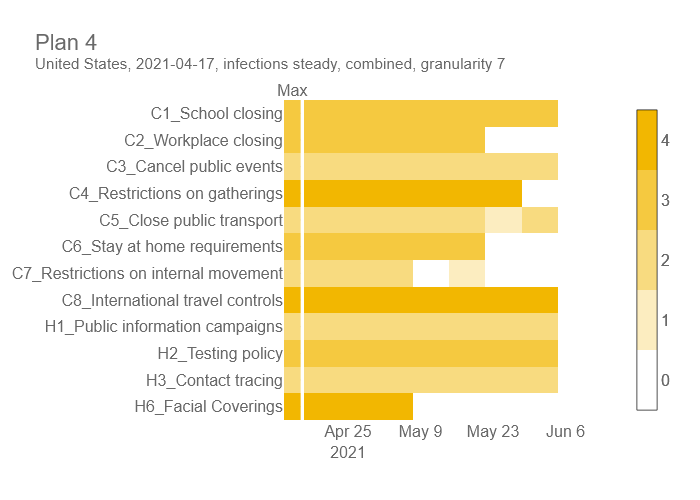 Plan 4
United States, 2021-04-17, infections steady, combined, granularity 7
Max
C1_School closing
C2_Workplace closing
C3_Cancel public events
C4_Restrictions on gatherings
C5_Close public transport
C6_Stay at home requirements
C7_Restrictions on internal movement
C8_International travel controls
H1_Public information campaigns
H2_Testing policy
H3_Contact tracing
H6_Facial Coverings
Apr 25 May 9 May 23 Jun 6
2021
4
3
2
1
0